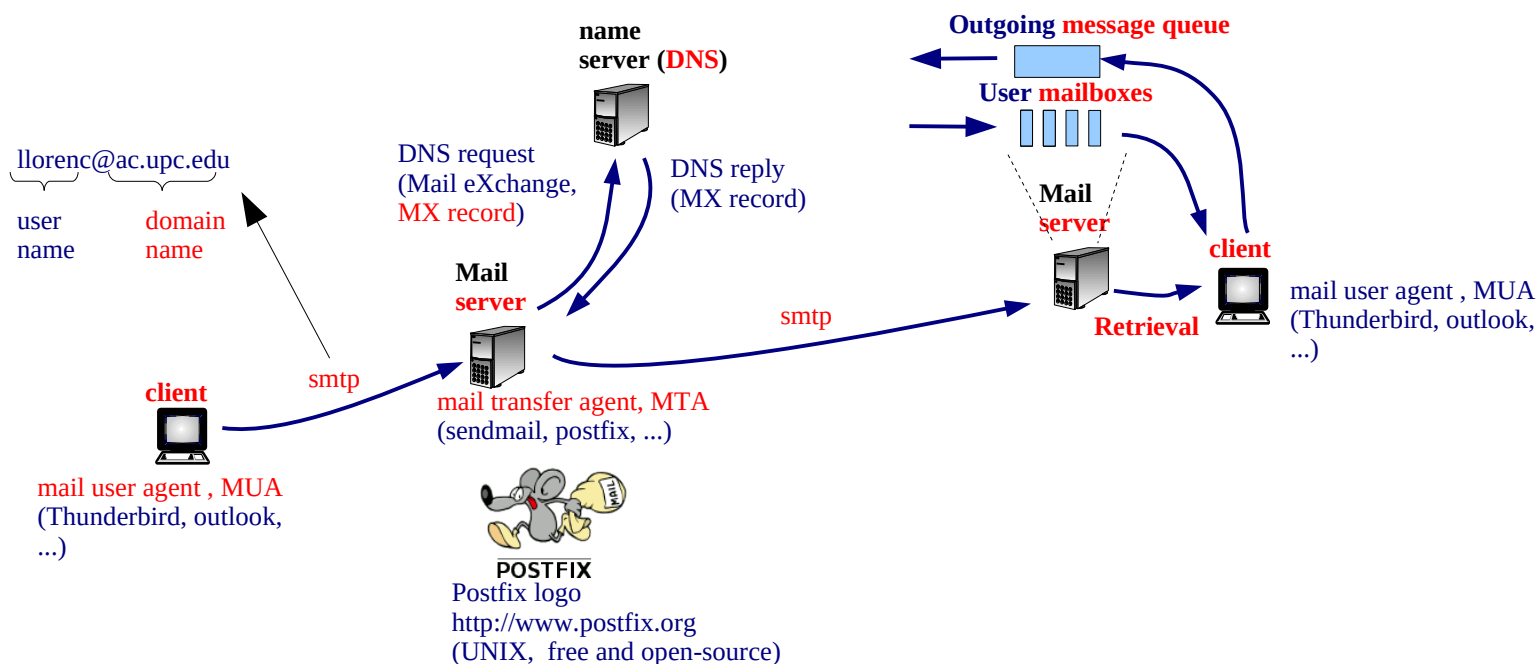 name
server (DNS)
Outgoing message queue
User mailboxes
llorenc@ac.upc.edu
user
name
domain
name
DNS request
(Mail eXchange,
MX record)
DNS reply
(MX record)
Mail
server
Mail
server
client
mail user agent , MUA
(Thunderbird, outlook,
...)
Retrieval
smtp
smtp
client
mail transfer agent, MTA
(sendmail, postfix, ...)
mail user agent , MUA
(Thunderbird, outlook,
...)
MAIL
POSTFIX
Postfix logo
http://www.postfix.org
(UNIX, free and open-source)